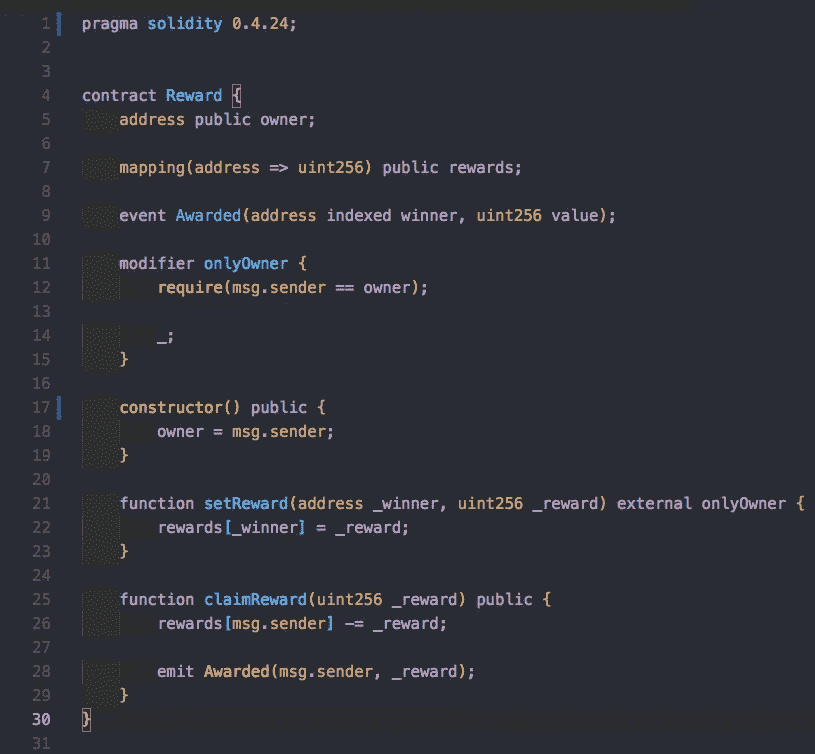 1 pragma solidity 0.4.24;
2
3
4 contract Reward {
5     address public owner;
6
7     mapping(address => uint256) public rewards;
8
9     event Awarded(address indexed winner, uint256 value);
10
11     modifier onlyOwner {
12         require(msg.sender == owner);
13
14         _;
15     }
16
17     constructor() public {
18         owner = msg.sender;
19     }
20
21     function setReward(address _winner, uint256 _reward) external onlyOwner {
22         rewards[_winner] = _reward;
23     }
24
25     function claimReward(uint256 _reward) public {
26         rewards[msg.sender] -= _reward;
27
28         emit Awarded(msg.sender, _reward);
29     }
30 }
31